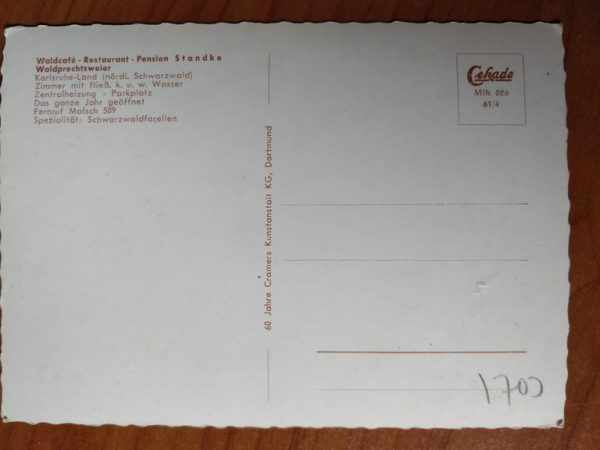 Waldcafé - Restaurant - Pension Standke
Waldprechtsweier
Karlsruhe-Land (nördl. Schwarzwald)
Zimmer mit fließ. k. u. w. Wasser
Zentralheizung - Parkplatz
Das ganze Jahr geöffnet
Fernruf Malsch 509
Spezialität: Schwarzwaldforellen
60 Jahre Cramers Kunstanstalt KG, Dortmund
Cekade
Mth 026
61/4